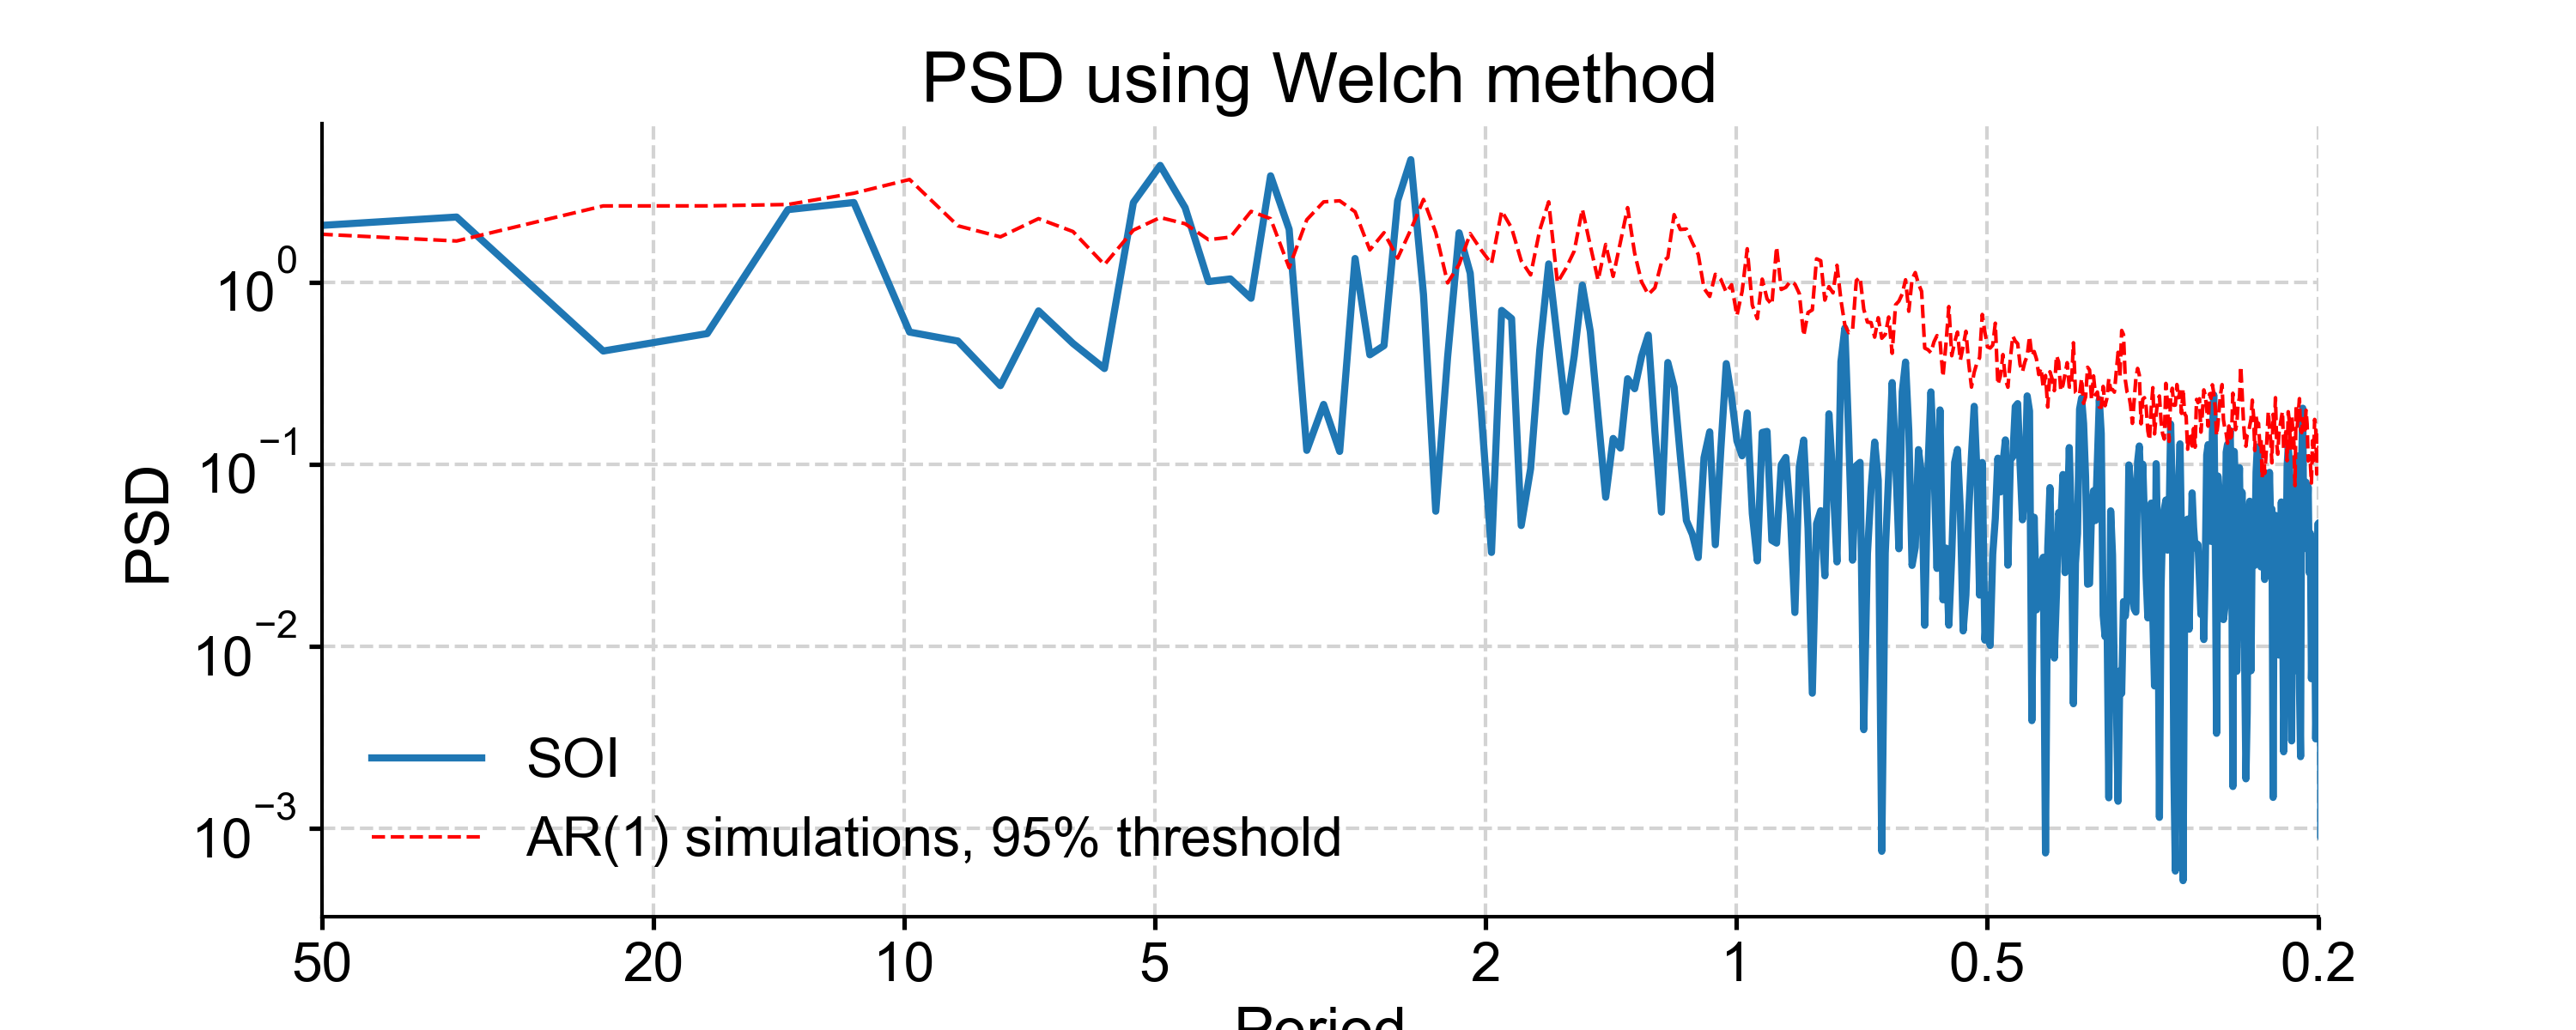 PSD using Welch method
PSD
10^0
10^−1
10^−2
10^−3
SOI
AR(1) simulations, 95% threshold
50 20 10 5 2 1 0.5 0.2
Period